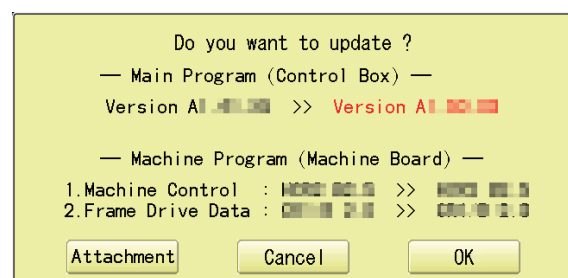 Do you want to update ?
— Main Program (Control Box) —
Version A >> Version A
— Machine Program (Machine Board) —
1.Machine Control : >>
2.Frame Drive Data : >>
Attachment Cancel OK